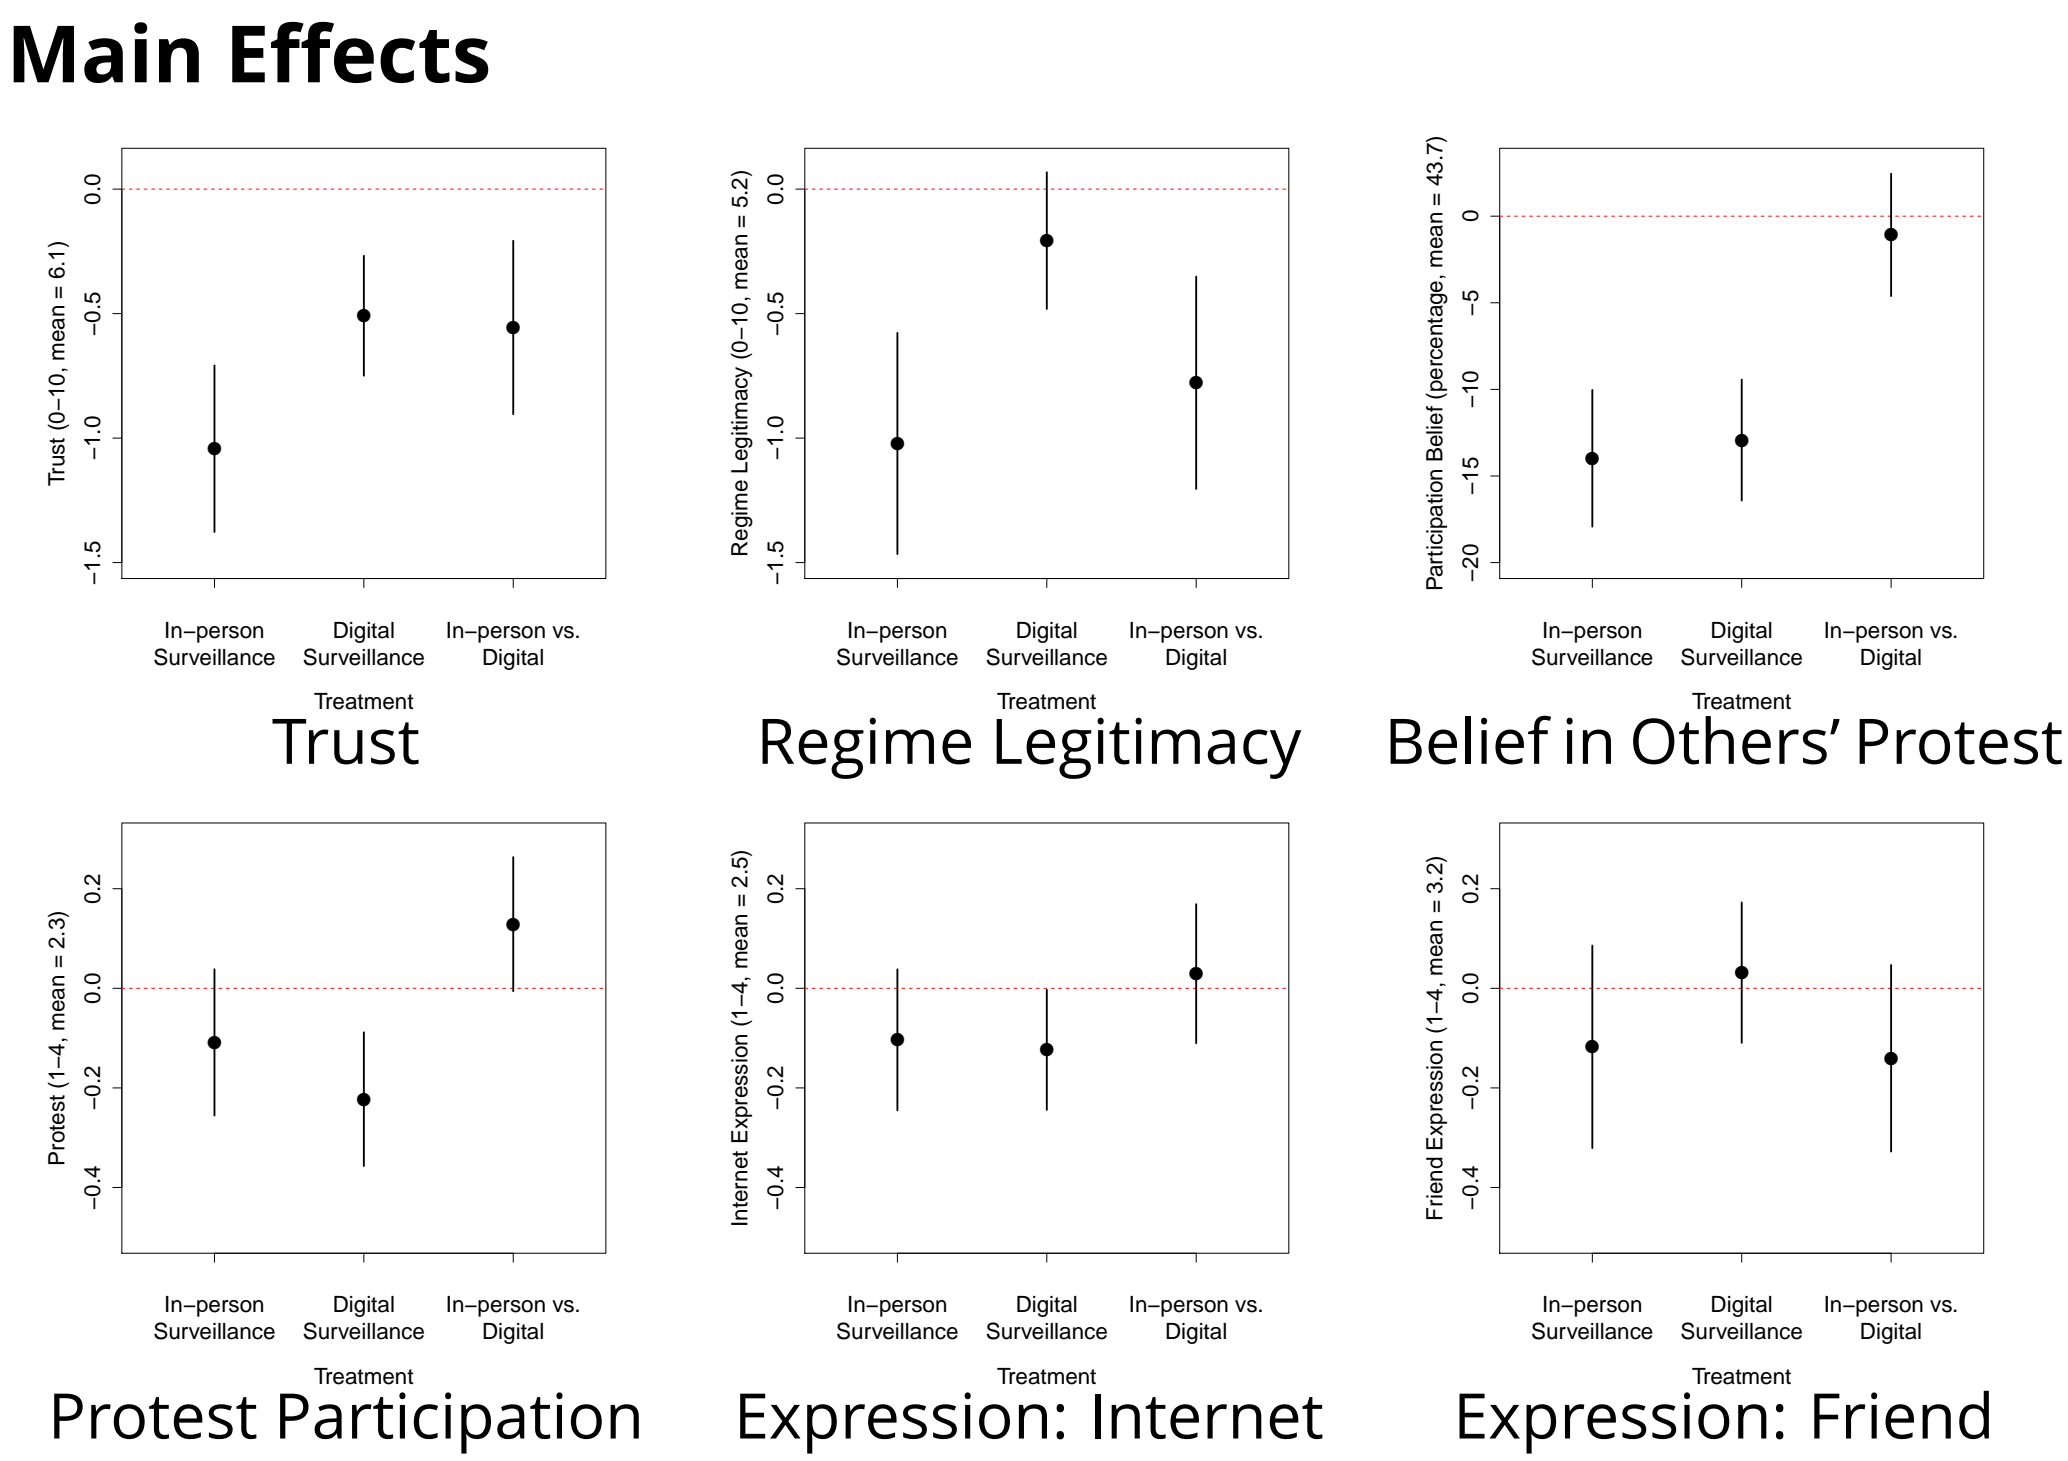 Main Effects
Trust (0−10, mean = 6.1)
0.0
−0.5
−1.0
−1.5
In−person Surveillance
Digital Surveillance
In−person vs. Digital
Treatment
Trust
Regime Legitimacy (0−10, mean = 5.2)
0.0
−0.5
−1.0
−1.5
In−person Surveillance
Digital Surveillance
In−person vs. Digital
Treatment
Regime Legitimacy
Participation Belief (percentage, mean = 43.7)
0
−5
−10
−15
−20
In−person Surveillance
Digital Surveillance
In−person vs. Digital
Treatment
Belief in Others’ Protest
Protest (1−4, mean = 2.3)
0.2
0.0
−0.2
−0.4
In−person Surveillance
Digital Surveillance
In−person vs. Digital
Treatment
Protest Participation
Internet Expression (1−4, mean = 2.5)
0.2
0.0
−0.2
−0.4
In−person Surveillance
Digital Surveillance
In−person vs. Digital
Treatment
Expression: Internet
Friend Expression (1−4, mean = 3.2)
0.2
0.0
−0.2
−0.4
In−person Surveillance
Digital Surveillance
In−person vs. Digital
Treatment
Expression: Friend